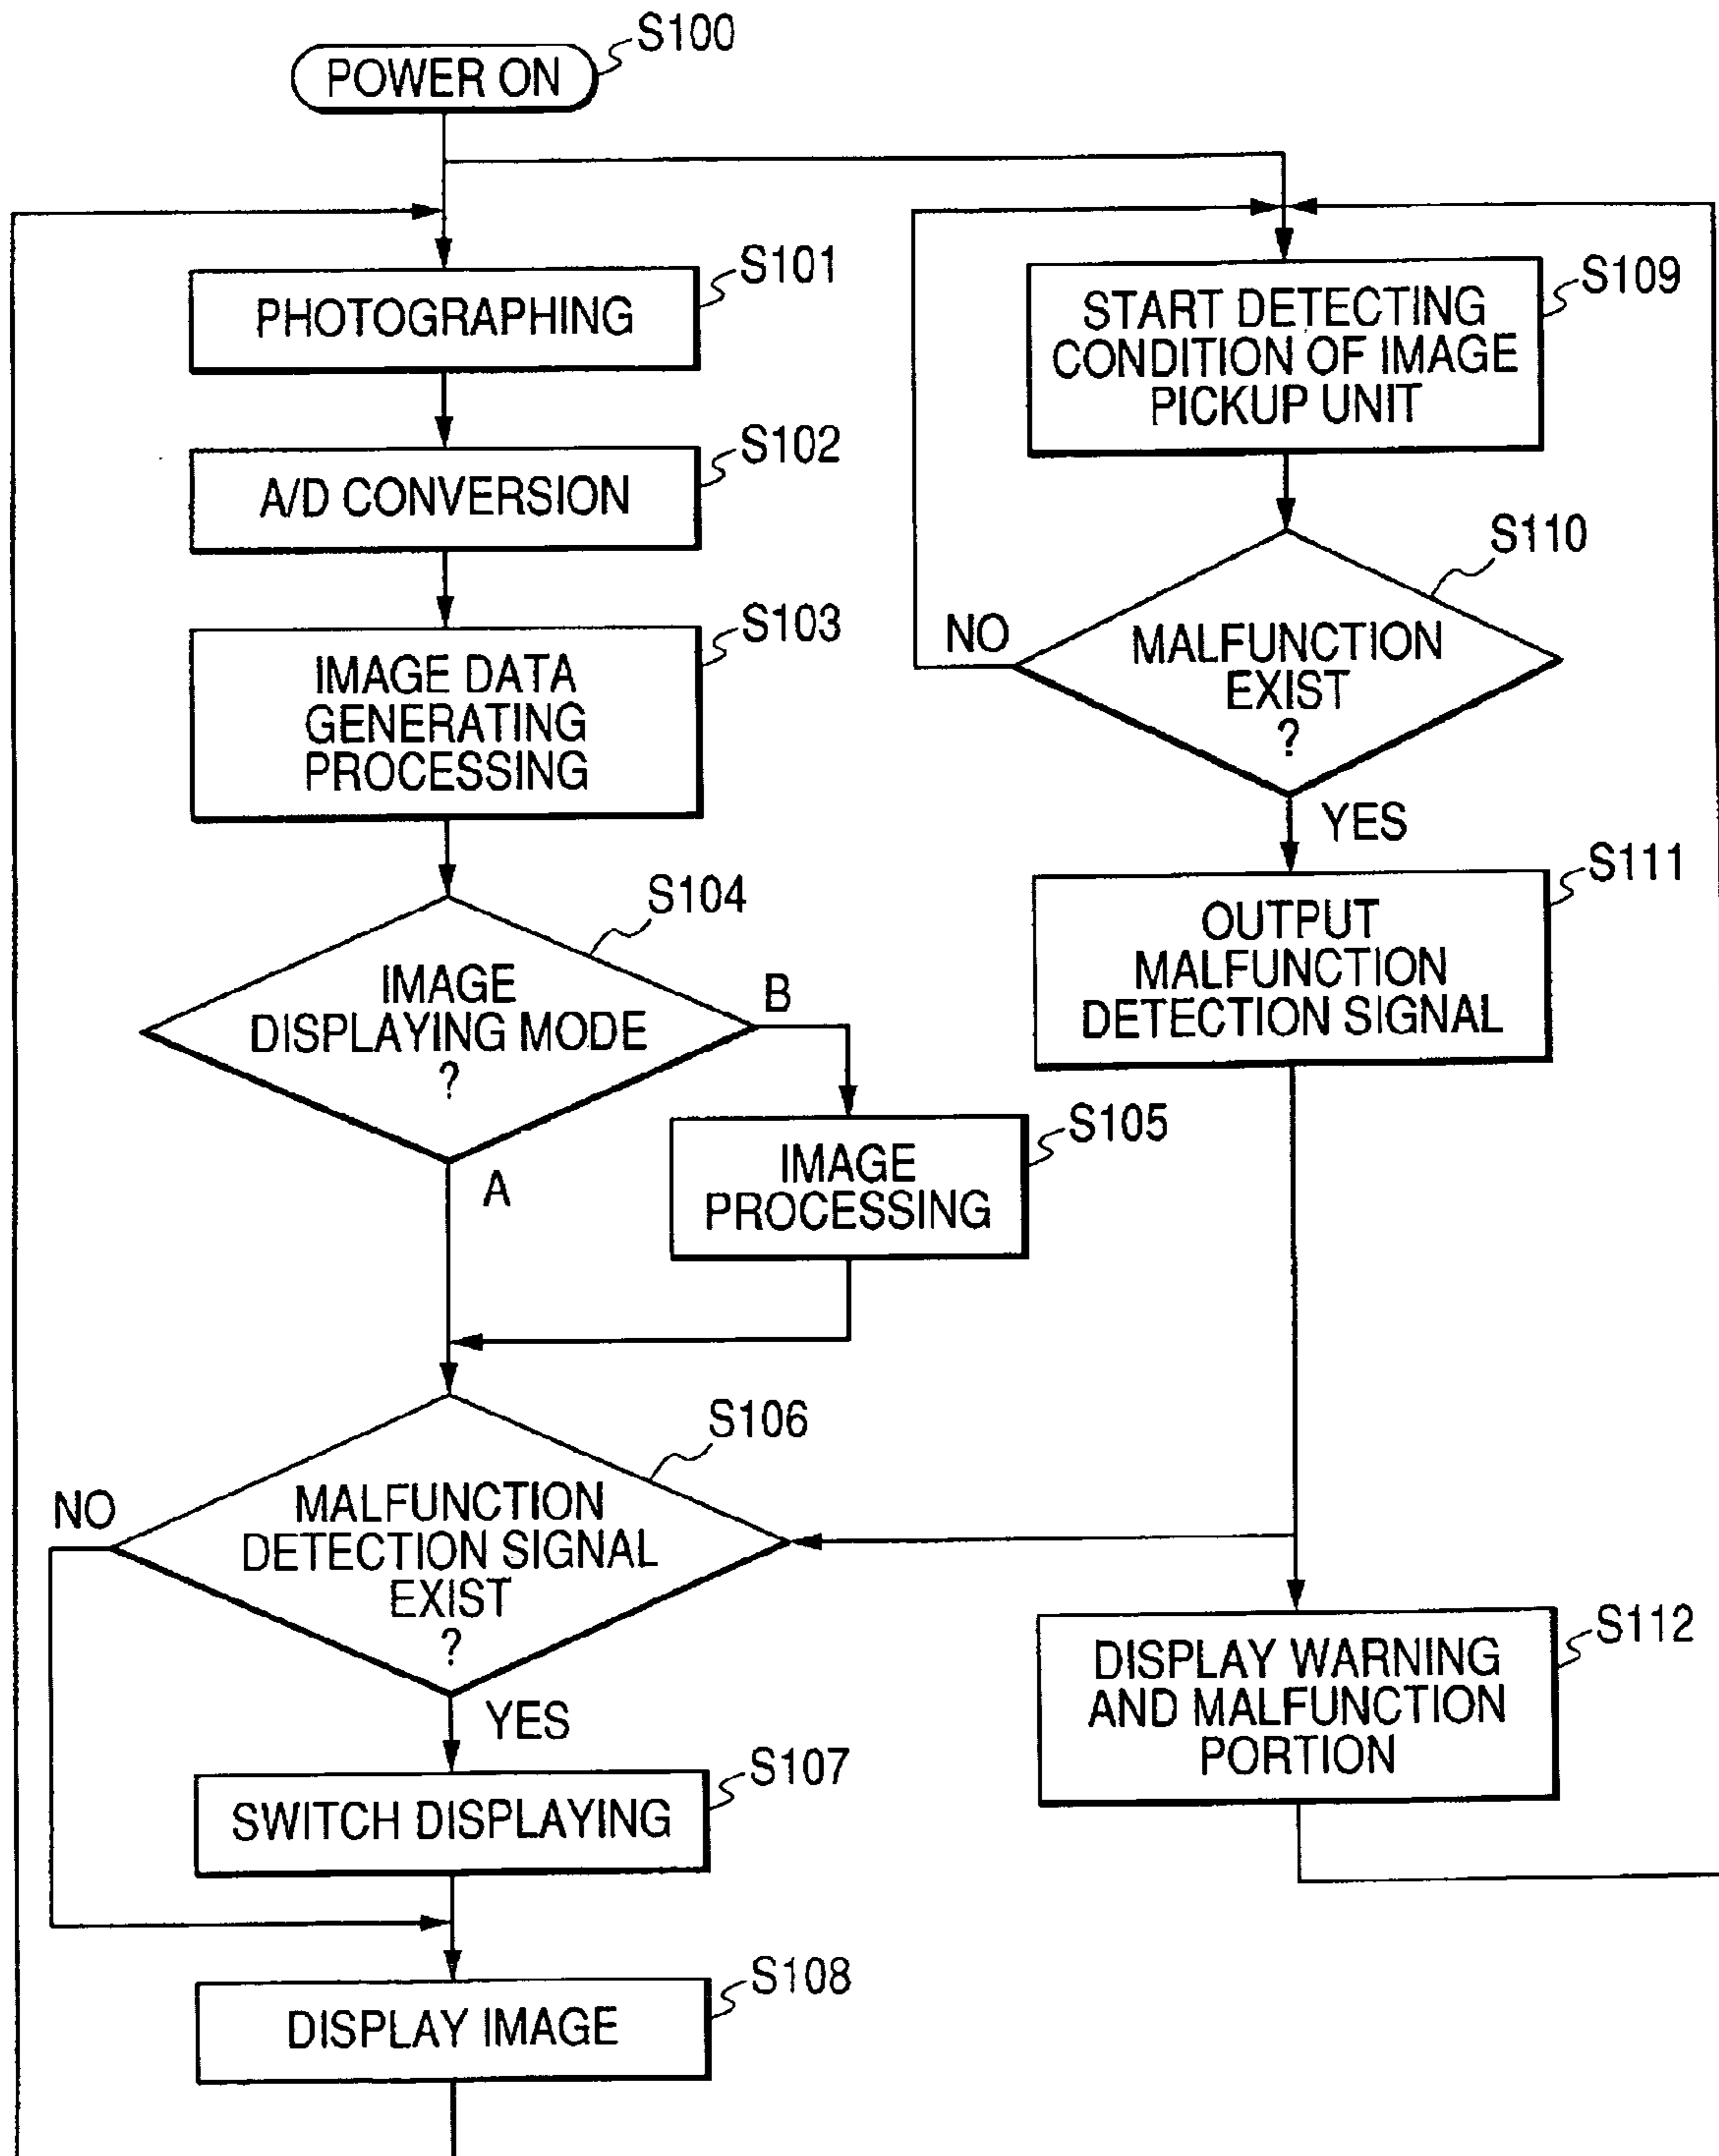 S100
POWER ON
S101
PHOTOGRAPHING
S102
A/D CONVERSION
S103
IMAGE DATA
GENERATING
PROCESSING
S104
IMAGE
DISPLAYING MODE
?
B
A
S105
IMAGE
PROCESSING
S106
MALFUNCTION
DETECTION SIGNAL
EXIST
?
NO
YES
S107
SWITCH DISPLAYING
S108
DISPLAY IMAGE
S109
START DETECTING
CONDITION OF IMAGE
PICKUP UNIT
S110
MALFUNCTION
EXIST
?
NO
YES
S111
OUTPUT
MALFUNCTION
DETECTION SIGNAL
S112
DISPLAY WARNING
AND MALFUNCTION
PORTION